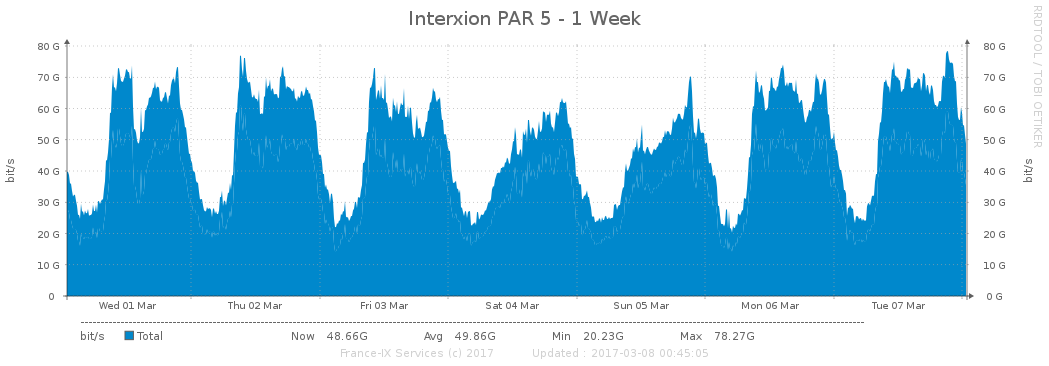 Interxion PAR 5 - 1 Week
RRDTOOL / TOBI OETIKER
80 G 80 G
70 G 70 G
60 G 60 G
50 G 50 G
40 G 40 G
30 G 30 G
20 G 20 G
10 G 10 G
0 0 G
bit/s bit/s
Wed 01 Mar Thu 02 Mar Fri 03 Mar Sat 04 Mar Sun 05 Mar Mon 06 Mar Tue 07 Mar
bit/s Total Now 48.66G Avg 49.86G Min 20.23G Max 78.27G
France-IX Services (c) 2017 Updated : 2017-03-08 00:45:05